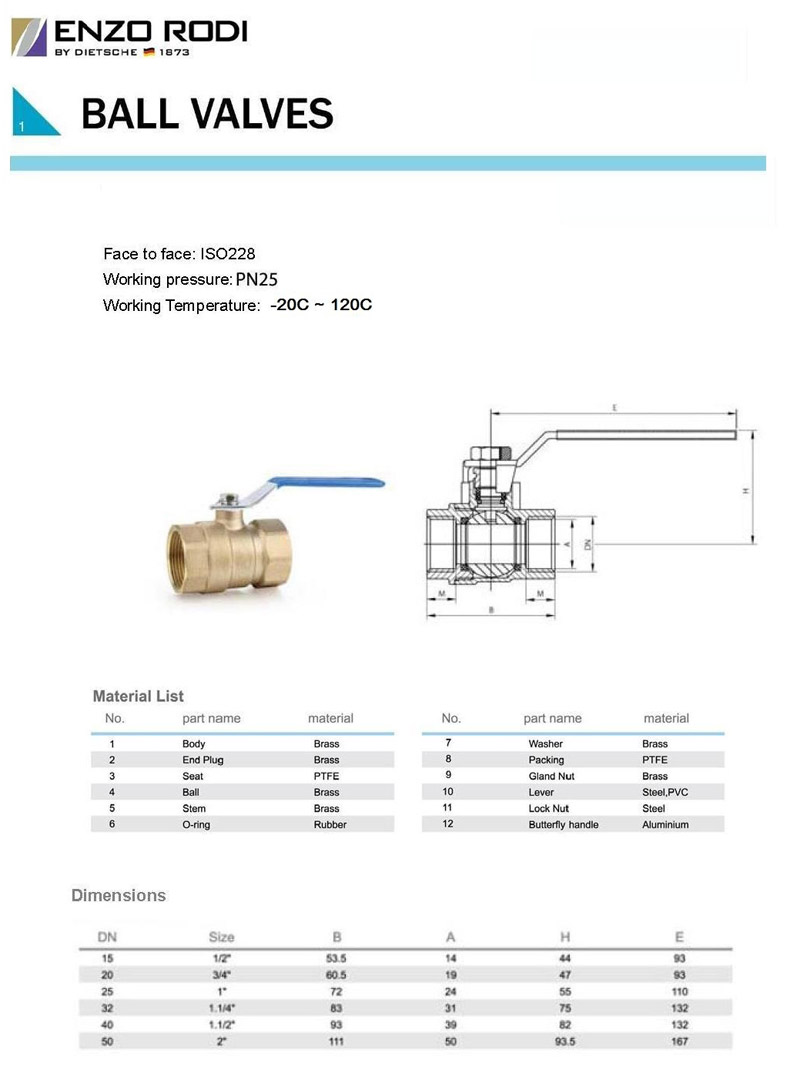 ENZO RODI
BY DIETSCHE 1873
1
BALL VALVES
Face to face: ISO228
Working pressure: PN25
Working Temperature: -20C ~ 120C
E
H
A
DN
M
M
B
Material List
No. part name material
1 Body Brass
2 End Plug Brass
3 Seat PTFE
4 Ball Brass
5 Stem Brass
6 O-ring Rubber
No. part name material
7 Washer Brass
8 Packing PTFE
9 Gland Nut Brass
10 Lever Steel,PVC
11 Lock Nut Steel
12 Butterfly handle Aluminium
Dimensions
DN Size B A H E
15 1/2" 53.5 14 44 93
20 3/4" 60.5 19 47 93
25 1" 72 24 55 110
32 1.1/4" 83 31 75 132
40 1.1/2" 93 39 82 132
50 2" 111 50 93.5 167